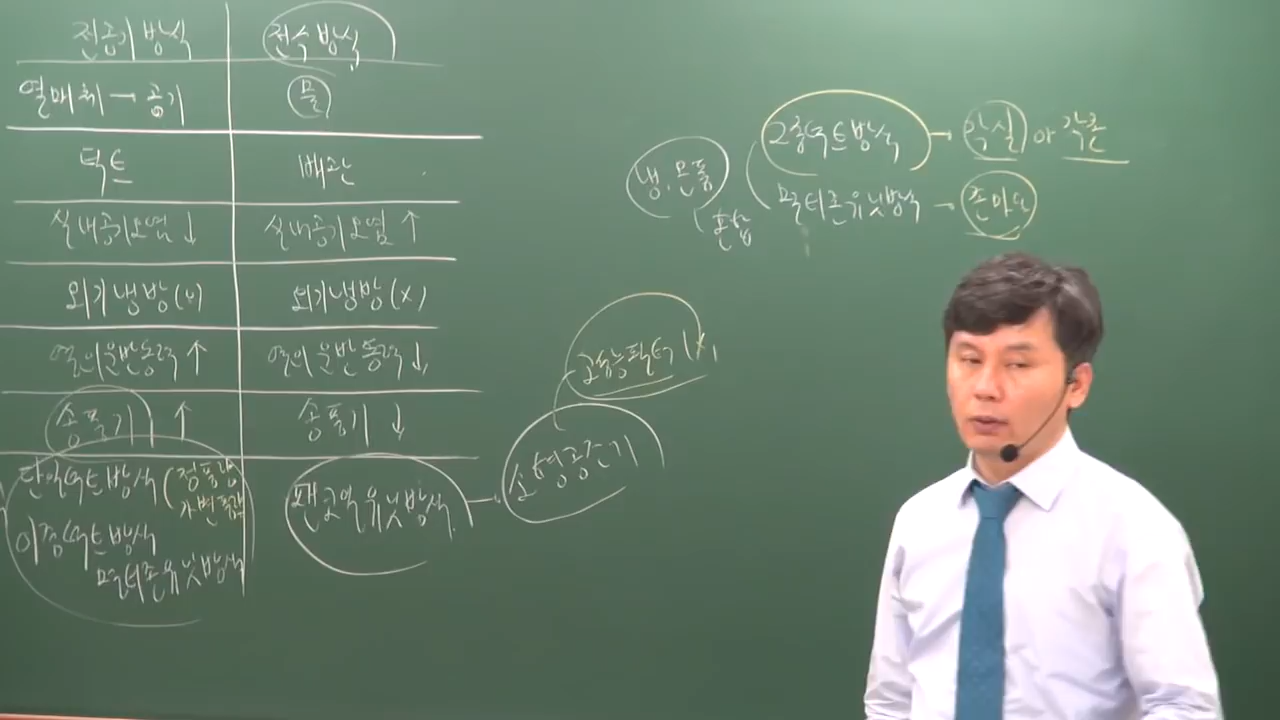 전공기 방식 전수방식
열매체 → 공기 물
덕트 배관
실내공기오염 ↓ 실내공기오염 ↑
외기냉방(o) 외기냉방(x)
열의운반동력 ↑ 열의 운반동력 ↓
송풍기 ↑ 송풍기 ↓
단일덕트방식 (정풍량
가변풍량
이중덕트방식
멀티존유닛방식
팬코일유닛방식
소형공조기
고성능필터 (x)
냉, 온풍
혼합
2중덕트방식 → 각실 or 각존
멀티존유닛방식 → 존마다